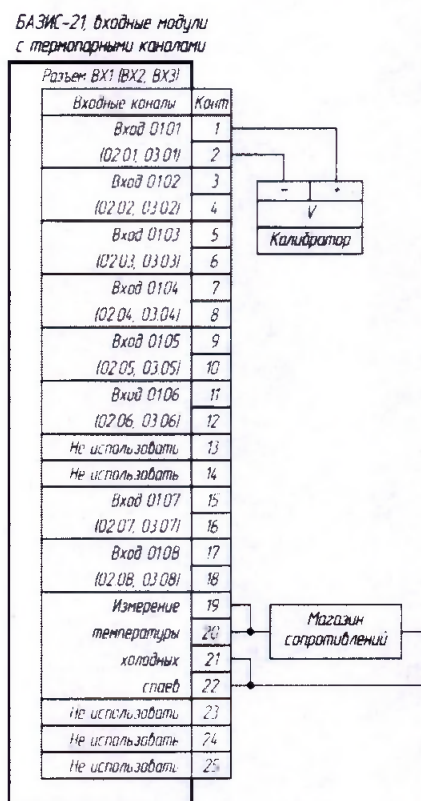 БАЗИС-21, входные модули
с термопарными каналами
Разъем ВХ1 (ВХ2, ВХ3)
Входные каналы Конт
Вход 0101 1
(02.01, 03.01) 2
Вход 0102 3
(02.02, 03.02) 4
Вход 0103 5
(02.03, 03.03) 6
Вход 0104 7
(02.04, 03.04) 8
Вход 0105 9
(02.05, 03.05) 10
Вход 0106 11
(02.06, 03.06) 12
Не использовать 13
Не использовать 14
Вход 0107 15
(02.07, 03.07) 16
Вход 0108 17
(02.08, 03.08) 18
Измерение 19
температуры 20
холодных 21
спаев 22
Не использовать 23
Не использовать 24
Не использовать 25
- +
V
Калибратор
Магазин
сопротивлений